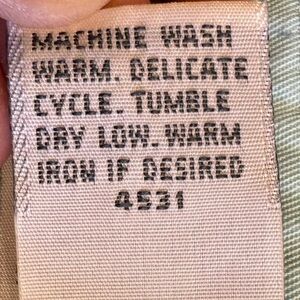 MACHINE WASH
WARM. DELICATE
CYCLE. TUMBLE
DRY LOW. WARM
IRON IF DESIRED
4531